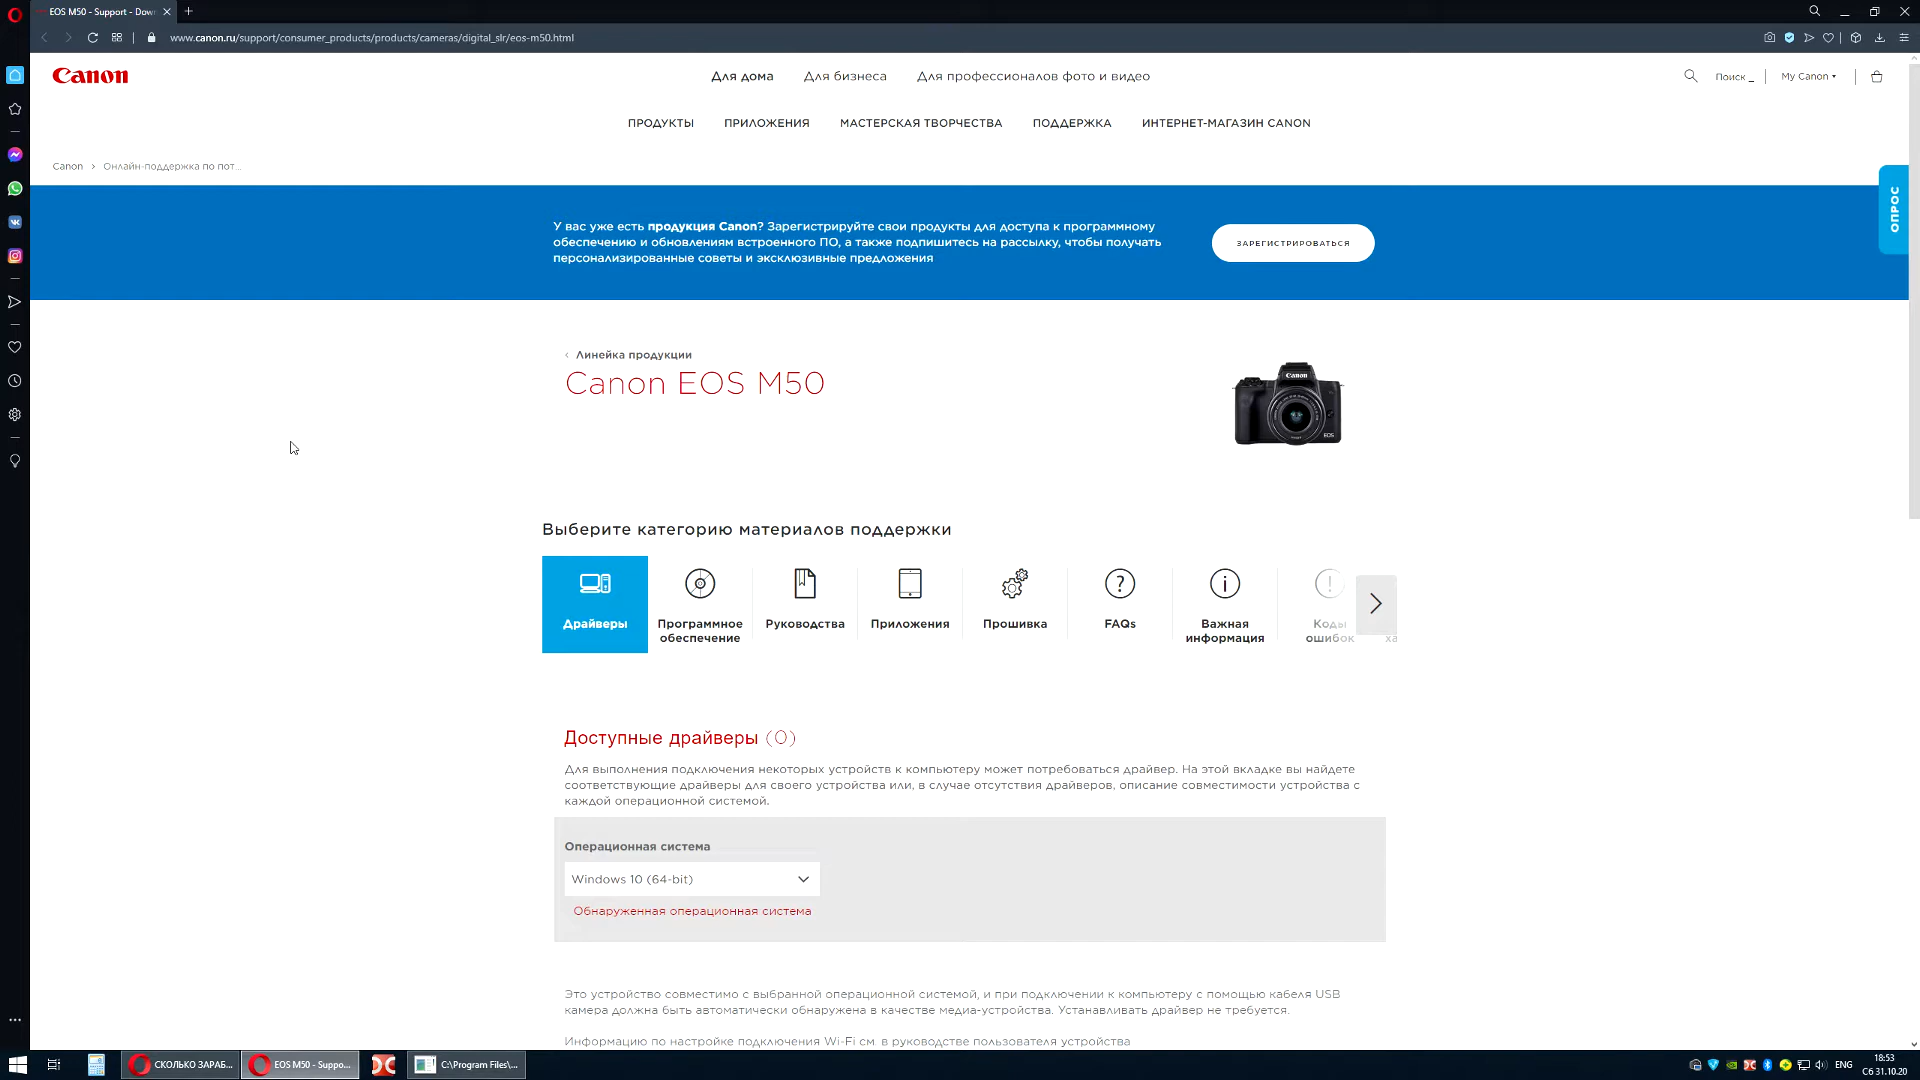 EOS M50 - Support - Dow
www.canon.ru/support/consumer_products/products/cameras/digital_slr/eos-m50.html
Canon
Для дома
Для бизнеса
Для профессионалов фото и видео
Поиск _
My Canon
ПРОДУКТЫ
ПРИЛОЖЕНИЯ
МАСТЕРСКАЯ ТВОРЧЕСТВА
ПОДДЕРЖКА
ИНТЕРНЕТ-МАГАЗИН CANON
Canon > Онлайн-поддержка по пот...
ОПРОС
У вас уже есть продукция Canon? Зарегистрируйте свои продукты для доступа к программному
обеспечению и обновлениям встроенного ПО, а также подпишитесь на рассылку, чтобы получать
персонализированные советы и эксклюзивные предложения
ЗАРЕГИСТРИРОВАТЬСЯ
‹ Линейка продукции
Canon EOS M50
Canon
EOS
Выберите категорию материалов поддержки
Драйверы
Программное
обеспечение
Руководства
Приложения
Прошивка
FAQs
Важная
информация
Коды
ошибок
ха
Доступные драйверы (0)
Для выполнения подключения некоторых устройств к компьютеру может потребоваться драйвер. На этой вкладке вы найдете
соответствующие драйверы для своего устройства или, в случае отсутствия драйверов, описание совместимости устройства с
каждой операционной системой.
Операционная система
Windows 10 (64-bit)
Обнаруженная операционная система
Это устройство совместимо с выбранной операционной системой, и при подключении к компьютеру с помощью кабеля USB
камера должна быть автоматически обнаружена в качестве медиа-устройства. Устанавливать драйвер не требуется.
Информацию по настройке подключения Wi-Fi см. в руководстве пользователя устройства
СКОЛЬКО ЗАРАБ...
EOS M50 - Suppo...
C:\Program Files\...
ENG
18:53
Сб 31.10.20